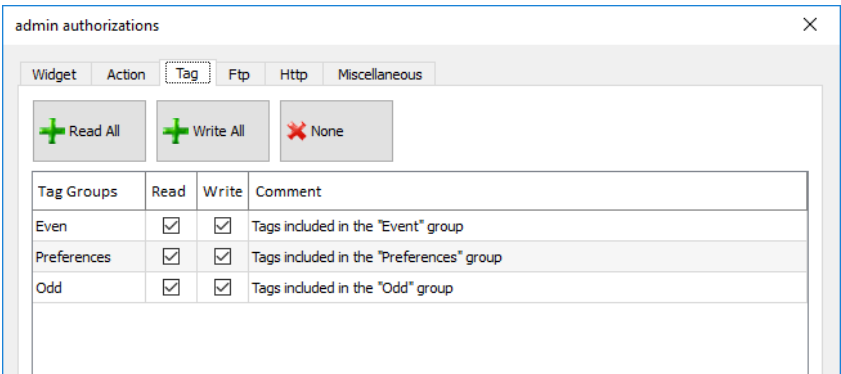 admin authorizations
Widget Action Tag Ftp Http Miscellaneous
Read All Write All None
Tag Groups Read Write Comment
Even Tags included in the "Event" group
Preferences Tags included in the "Preferences" group
Odd Tags included in the "Odd" group